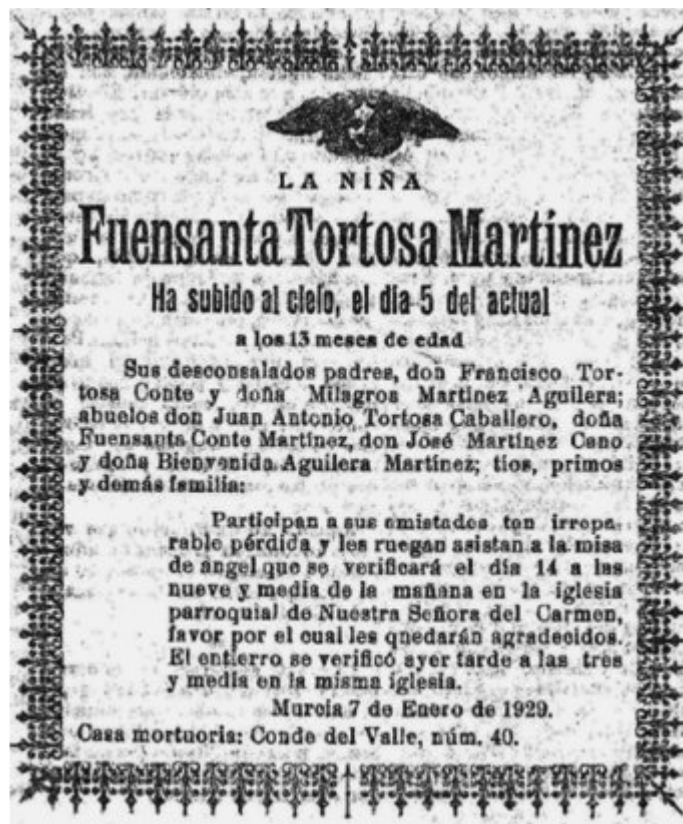 LA NIÑA
Fuensanta Tortosa Martínez
Ha subido al cielo, el dia 5 del actual
a los 13 meses de edad
Sus desconsalados padres, don Francisco Tor-
tosa Conte y doña Milagros Martinez Aguilera;
abuelos don Juan Antonio Tortosa Caballero, doña
Fuensanta Conte Martínez, don José Martínez Cano
y doña Bienvenida Aguilera Martínez; tios, primos
y demás familia:
Participan a sus amistades tan irrepa
rable pérdida y les ruegan asistan a la misa
de angel que se verificará el día 14 a las
nueve y media de la mañana en la iglesia
parroquial de Nuestra Señora del Carmen,
favor por el cual les quedarán agradecidos.
El entierro se verificó ayer tarde a las tres
y media en la misma iglesia.
Murcia 7 de Enero de 1929.
Casa mortuoria: Conde del Valle, núm. 40.